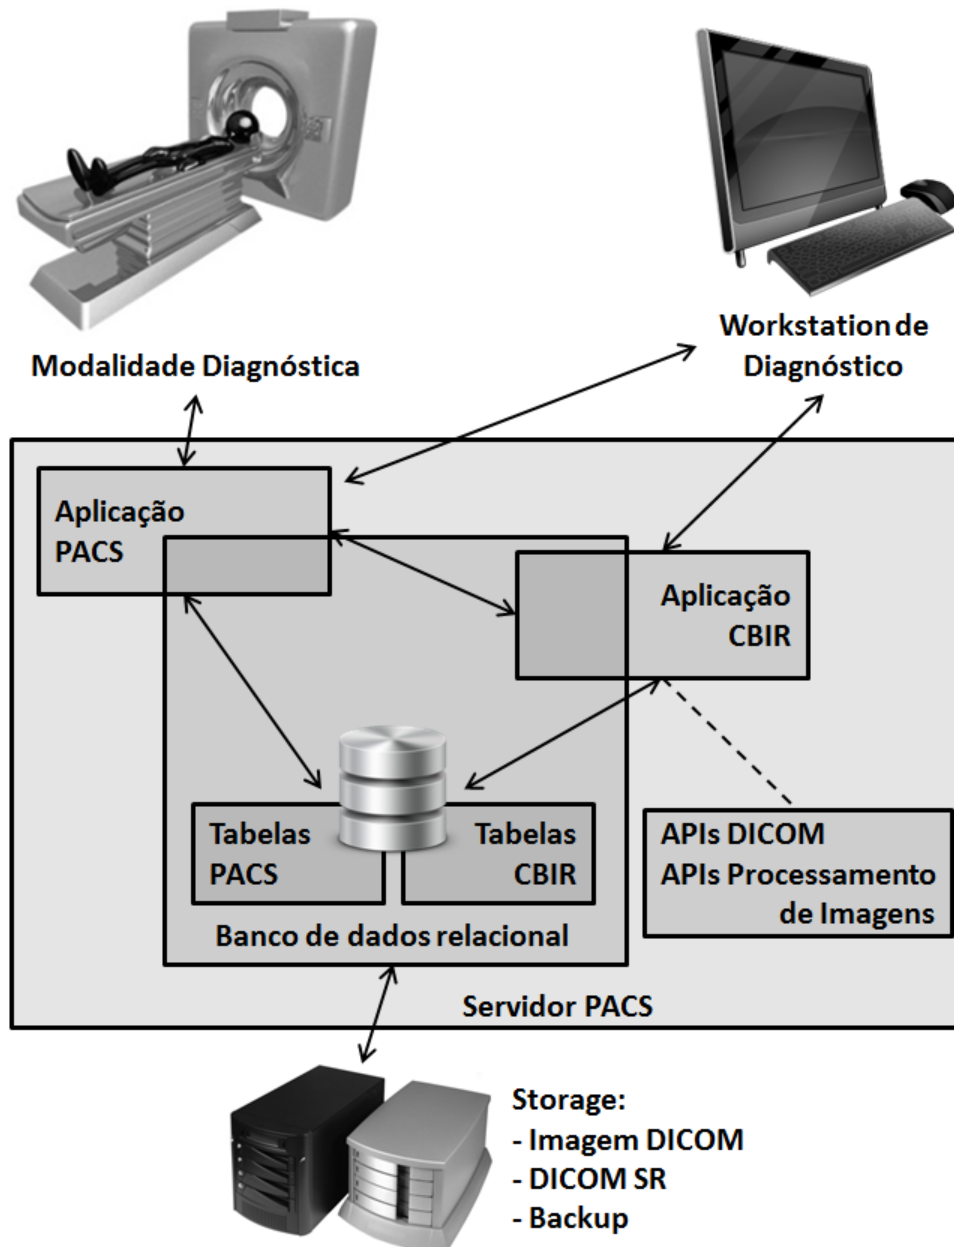 Modalidade Diagnóstica
Workstation de
Diagnóstico
Aplicação
PACS
Aplicação
CBIR
Tabelas
PACS
Tabelas
CBIR
Banco de dados relacional
APIs DICOM
APIs Processamento
de Imagens
Servidor PACS
Storage:
- Imagem DICOM
- DICOM SR
- Backup